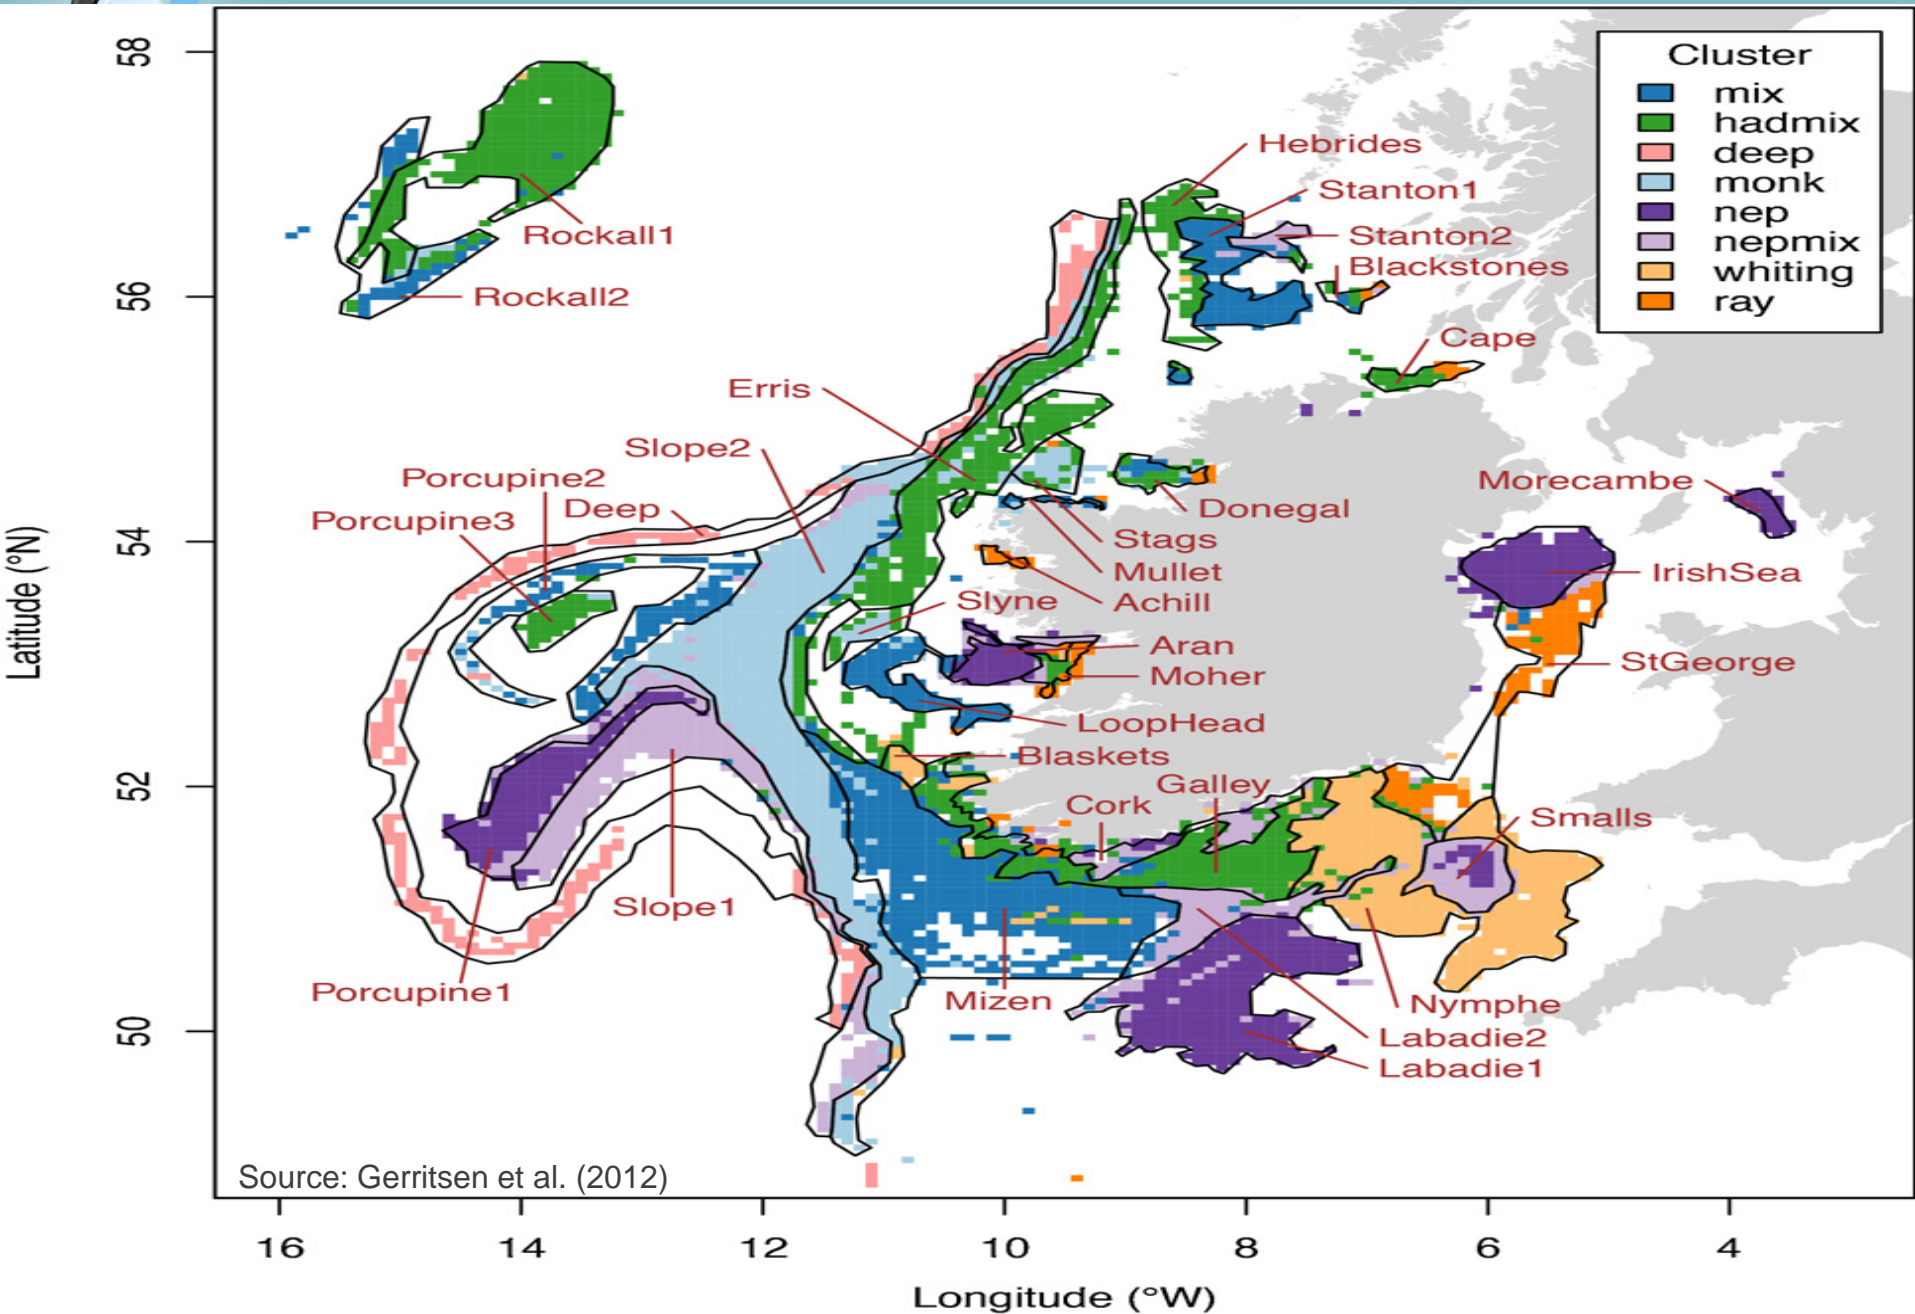 Cluster
mix
hadmix
deep
monk
nep
nepmix
whiting
ray
Hebrides
Stanton1
Stanton2
Blackstones
Rockall1
Rockall2
Cape
Erris
Slope2
Porcupine2
Porcupine3
Deep
Morecambe
Donegal
Stags
Mullet
Achill
IrishSea
Slyne
Aran
Moher
StGeorge
LoopHead
Blaskets
Galley
Cork
Smalls
Slope1
Porcupine1
Mizen
Nymphe
Labadie2
Labadie1
Source: Gerritsen et al. (2012)
58
56
54
52
50
Latitude (°N)
16 14 12 10 8 6 4
Longitude (°W)